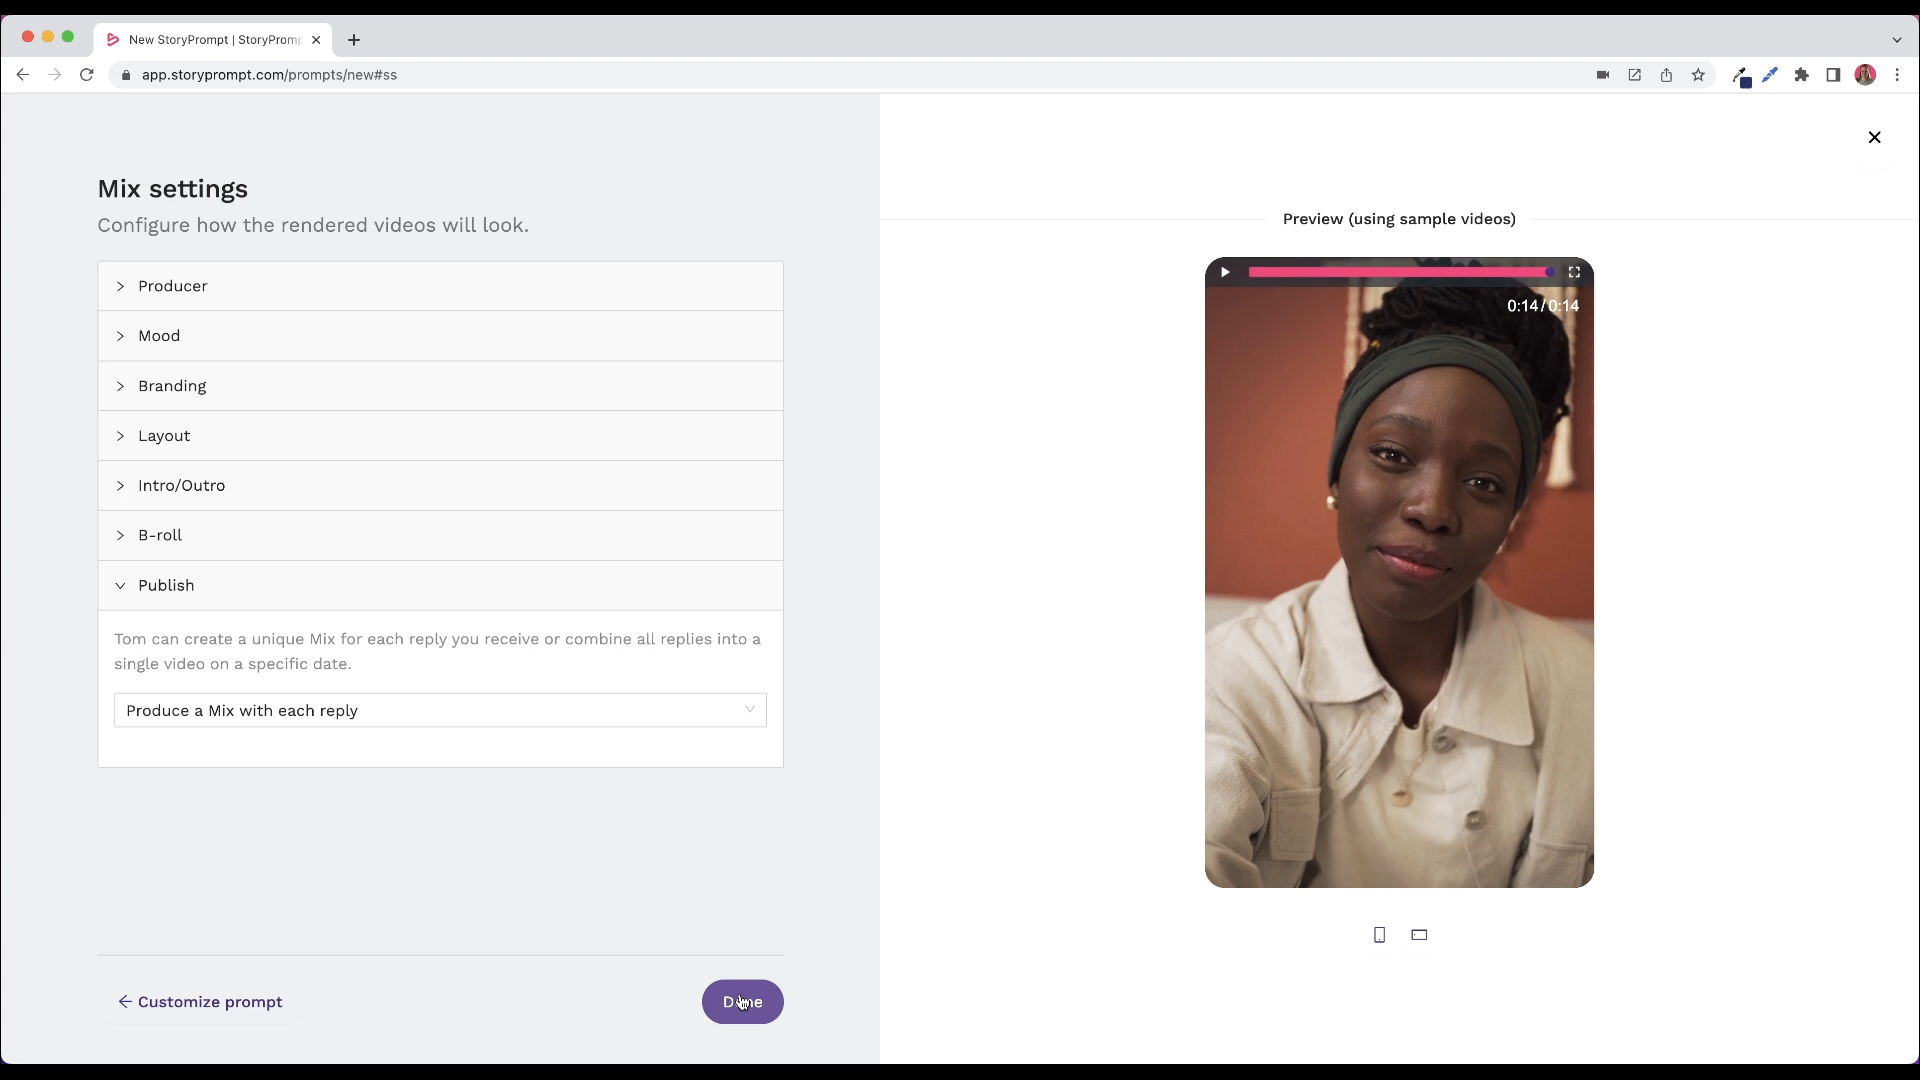 New StoryPrompt | StoryPromp
app.storyprompt.com/prompts/new#ss
Mix settings
Configure how the rendered videos will look.
Producer
Mood
Branding
Layout
Intro/Outro
B-roll
Publish
Tom can create a unique Mix for each reply you receive or combine all replies into a
single video on a specific date.
Produce a Mix with each reply
Customize prompt
Done
Preview (using sample videos)
0:14/0:14